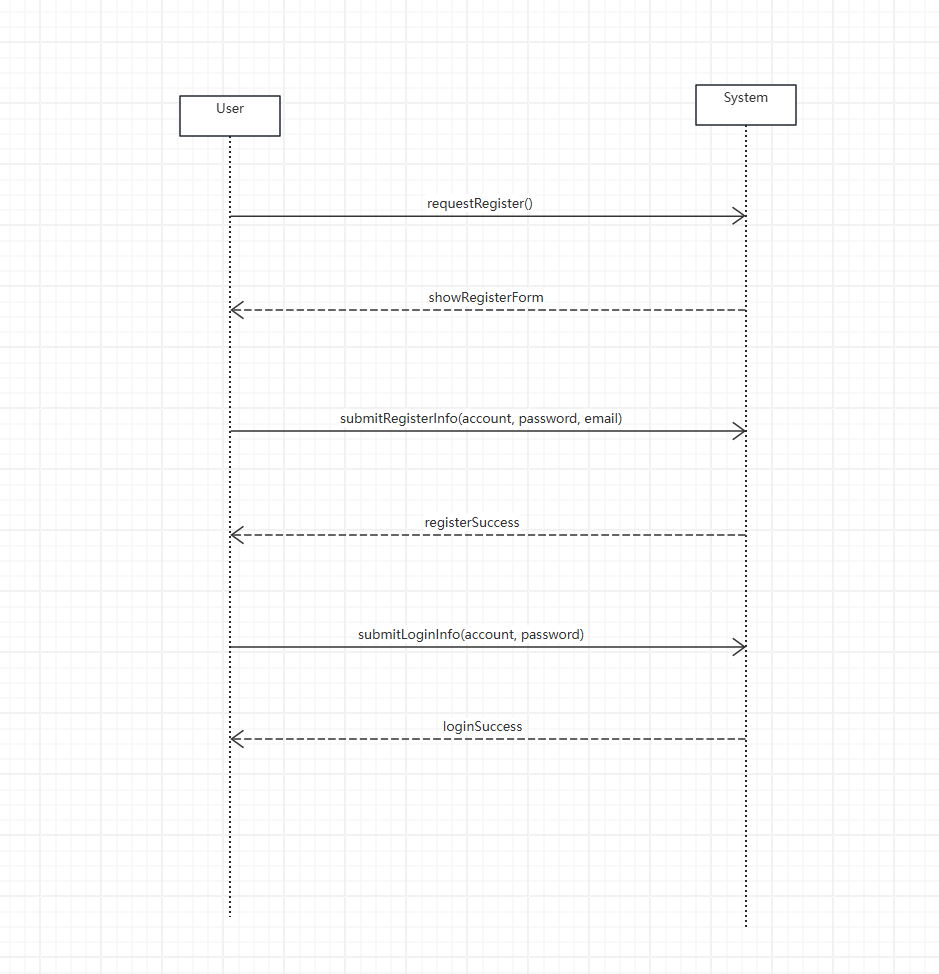 User
System
requestRegister()
showRegisterForm
submitRegisterInfo(account, password, email)
registerSuccess
submitLoginInfo(account, password)
loginSuccess